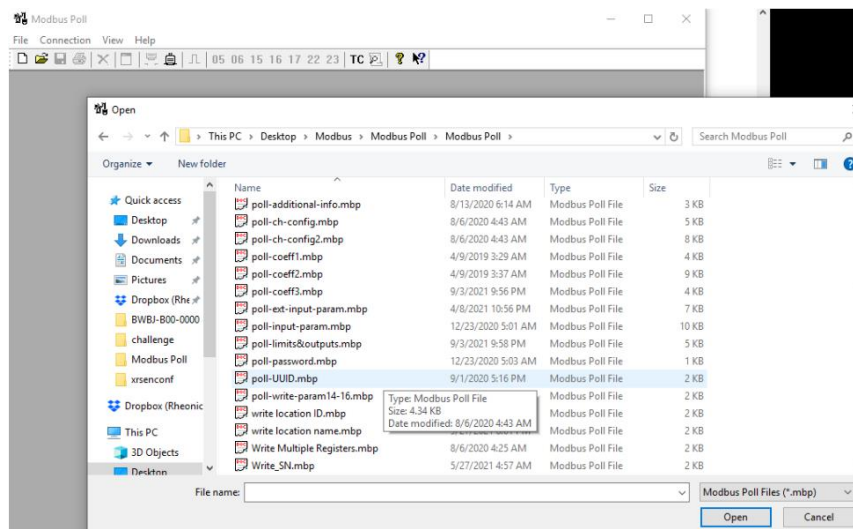 Modbus Poll
File Connection View Help
05 06 15 16 17 22 23 TC
Open
This PC > Desktop > Modbus > Modbus Poll > Modbus Poll >
Search Modbus Poll
Organize New folder
Name Date modified Type Size
Quick access
Desktop
Downloads
Documents
Pictures
Dropbox (Rhe
BWBJ-B00-0000
challenge
Modbus Poll
xrsenconf
Dropbox (Rheonic
This PC
3D Objects
Desktop
poll-additional-info.mbp 8/13/2020 6:14 AM Modbus Poll File 3 KB
poll-ch-config.mbp 8/6/2020 4:43 AM Modbus Poll File 5 KB
poll-ch-config2.mbp 8/6/2020 4:43 AM Modbus Poll File 8 KB
poll-coeff1.mbp 4/9/2019 3:29 AM Modbus Poll File 4 KB
poll-coeff2.mbp 4/9/2019 3:37 AM Modbus Poll File 9 KB
poll-coeff3.mbp 9/3/2021 9:56 PM Modbus Poll File 4 KB
poll-ext-input-param.mbp 4/8/2021 10:56 PM Modbus Poll File 7 KB
poll-input-param.mbp 12/23/2020 5:01 AM Modbus Poll File 10 KB
poll-limits&outputs.mbp 9/3/2021 9:58 PM Modbus Poll File 5 KB
poll-password.mbp 12/23/2020 5:03 AM Modbus Poll File 1 KB
poll-UUID.mbp 9/1/2020 5:16 PM Modbus Poll File 2 KB
poll-write-param14-16.mbp Modbus Poll File 2 KB
write location ID.mbp Modbus Poll File 2 KB
write location name.mbp Modbus Poll File 2 KB
Write Multiple Registers.mbp 8/6/2020 4:25 AM Modbus Poll File 2 KB
Write_SN.mbp 5/27/2021 4:57 AM Modbus Poll File 2 KB
Type: Modbus Poll File
Size: 4.34 KB
Date modified: 8/6/2020 4:43 AM
File name:
Modbus Poll Files (*.mbp)
Open Cancel